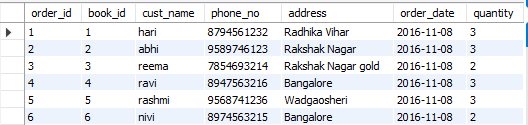 order_id book_id cust_name phone_no address order_date quantity
1 1 hari 8794561232 Radhika Vihar 2016-11-08 3
2 2 abhi 9589746123 Rakshak Nagar 2016-11-08 3
3 3 reema 7854693214 Rakshak Nagar gold 2016-11-08 2
4 4 ravi 8947563216 Bangalore 2016-11-08 3
5 5 rashmi 9568741236 Wadgaosheri 2016-11-08 3
6 6 nivi 8974563215 Bangalore 2016-11-08 2